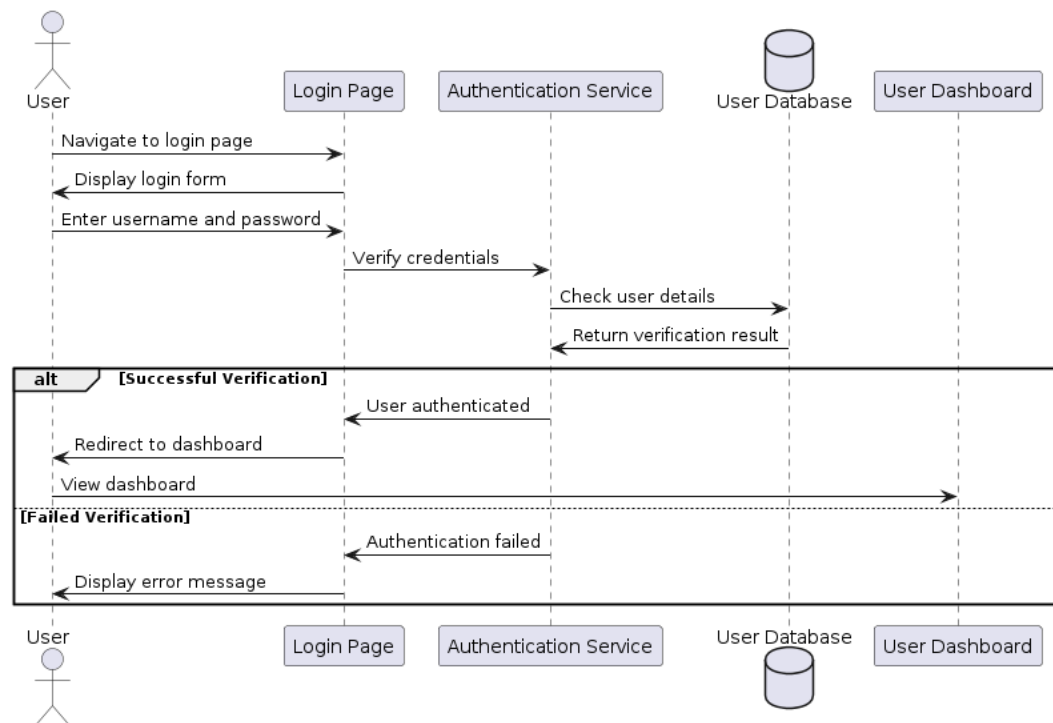 User
Login Page
Authentication Service
User Database
User Dashboard
Navigate to login page
Display login form
Enter username and password
Verify credentials
Check user details
Return verification result
alt [Successful Verification]
User authenticated
Redirect to dashboard
View dashboard
[Failed Verification]
Authentication failed
Display error message
User
Login Page
Authentication Service
User Database
User Dashboard